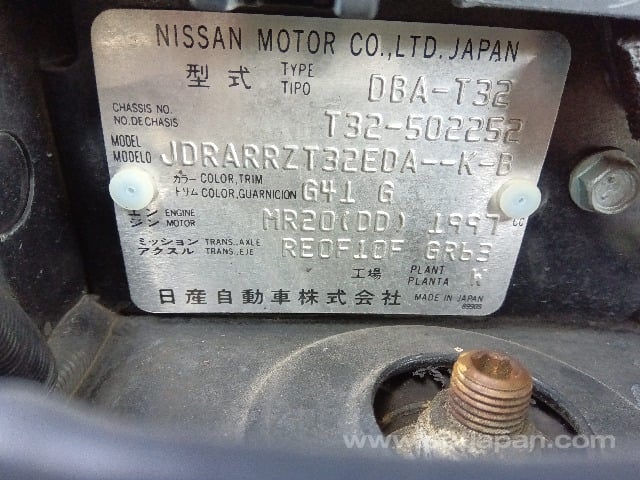 NISSAN MOTOR CO.,LTD. JAPAN
型式 TYPE TIPO DBA-T32
CHASSIS NO. NO.DE CHASIS T32-502252
MODEL MODELO JDRARRZT32EDA--K-B
カラー COLOR,TRIM トリム COLOR,GUARNICION G41 G
エンジン ENGINE MOTOR MR20(DD) 1997 cc
ミッション TRANS.,AXLE アクスル TRANS.,EJE RE0F10F GR63
工場 PLANT PLANTA K
日産自動車株式会社 MADE IN JAPAN